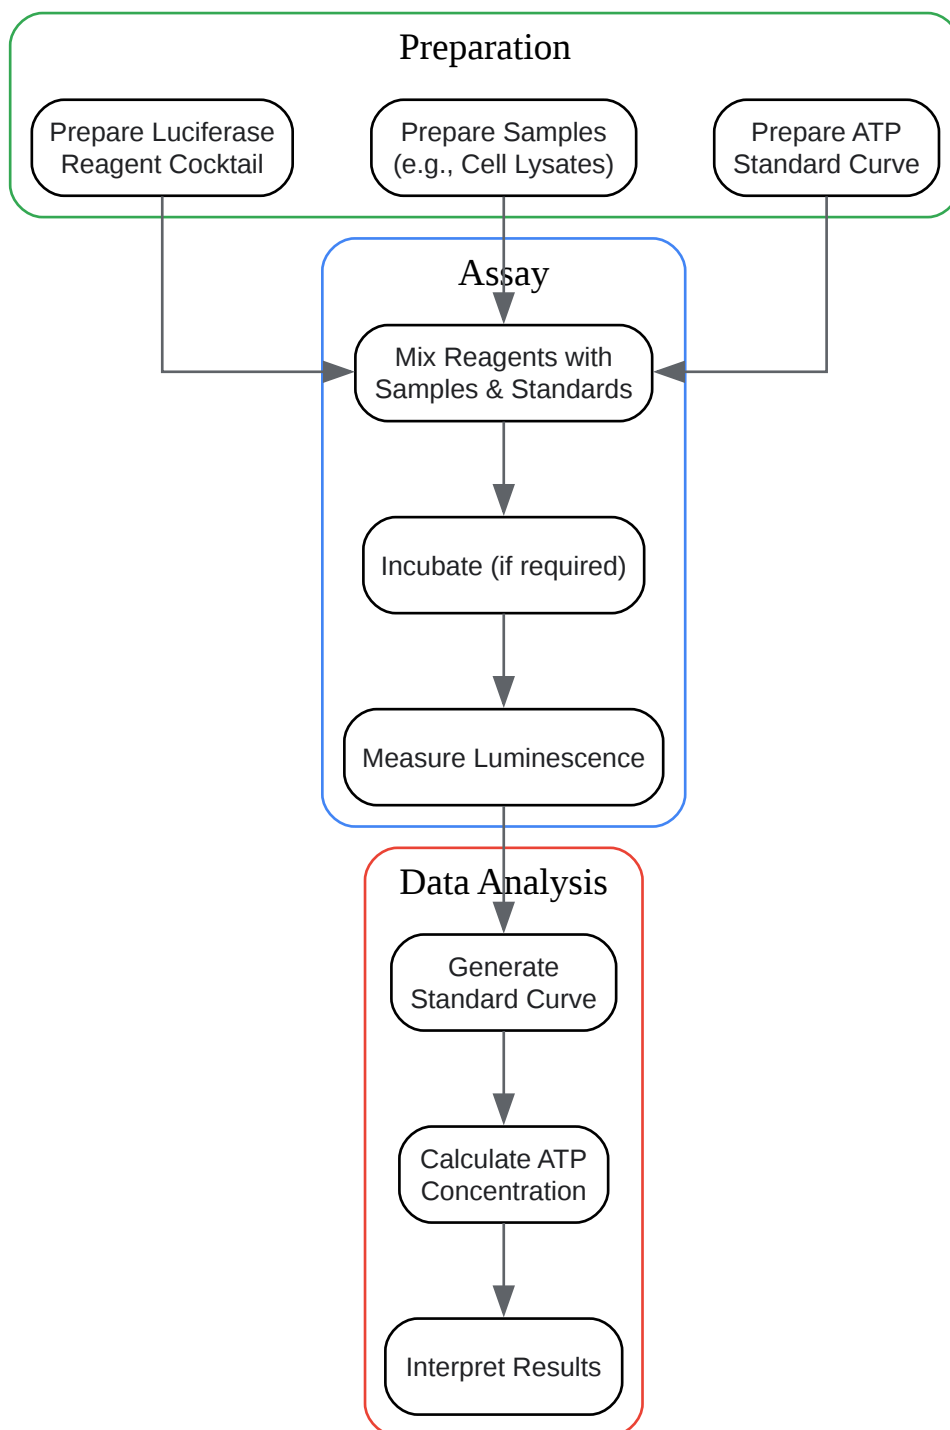 Preparation
Prepare Luciferase
Reagent Cocktail
Prepare Samples
(e.g., Cell Lysates)
Prepare ATP
Standard Curve
Assay
Mix Reagents with
Samples & Standards
Incubate (if required)
Measure Luminescence
Data Analysis
Generate
Standard Curve
Calculate ATP
Concentration
Interpret Results